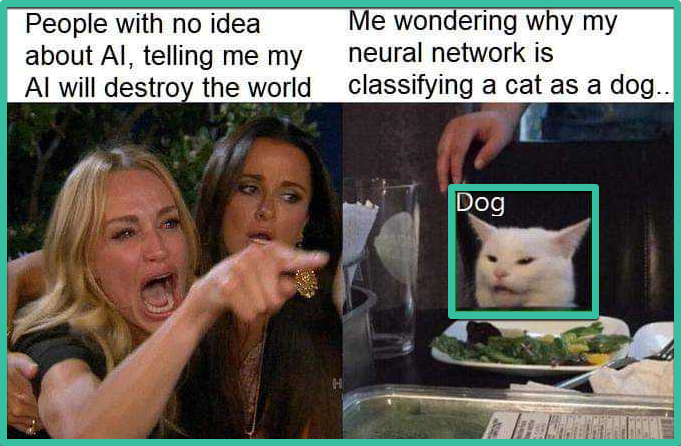 People with no idea
about AI, telling me my
AI will destroy the world
Me wondering why my
neural network is
classifying a cat as a dog..
Dog